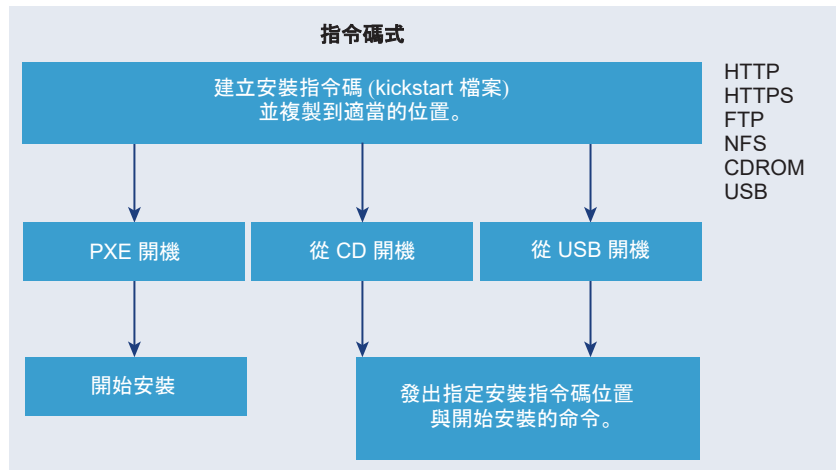 指令碼式
建立安裝指令碼 (kickstart 檔案)
並複製到適當的位置。
HTTP
HTTPS
FTP
NFS
CDROM
USB
PXE 開機
從 CD 開機
從 USB 開機
開始安裝
發出指定安裝指令碼位置
與開始安裝的命令。